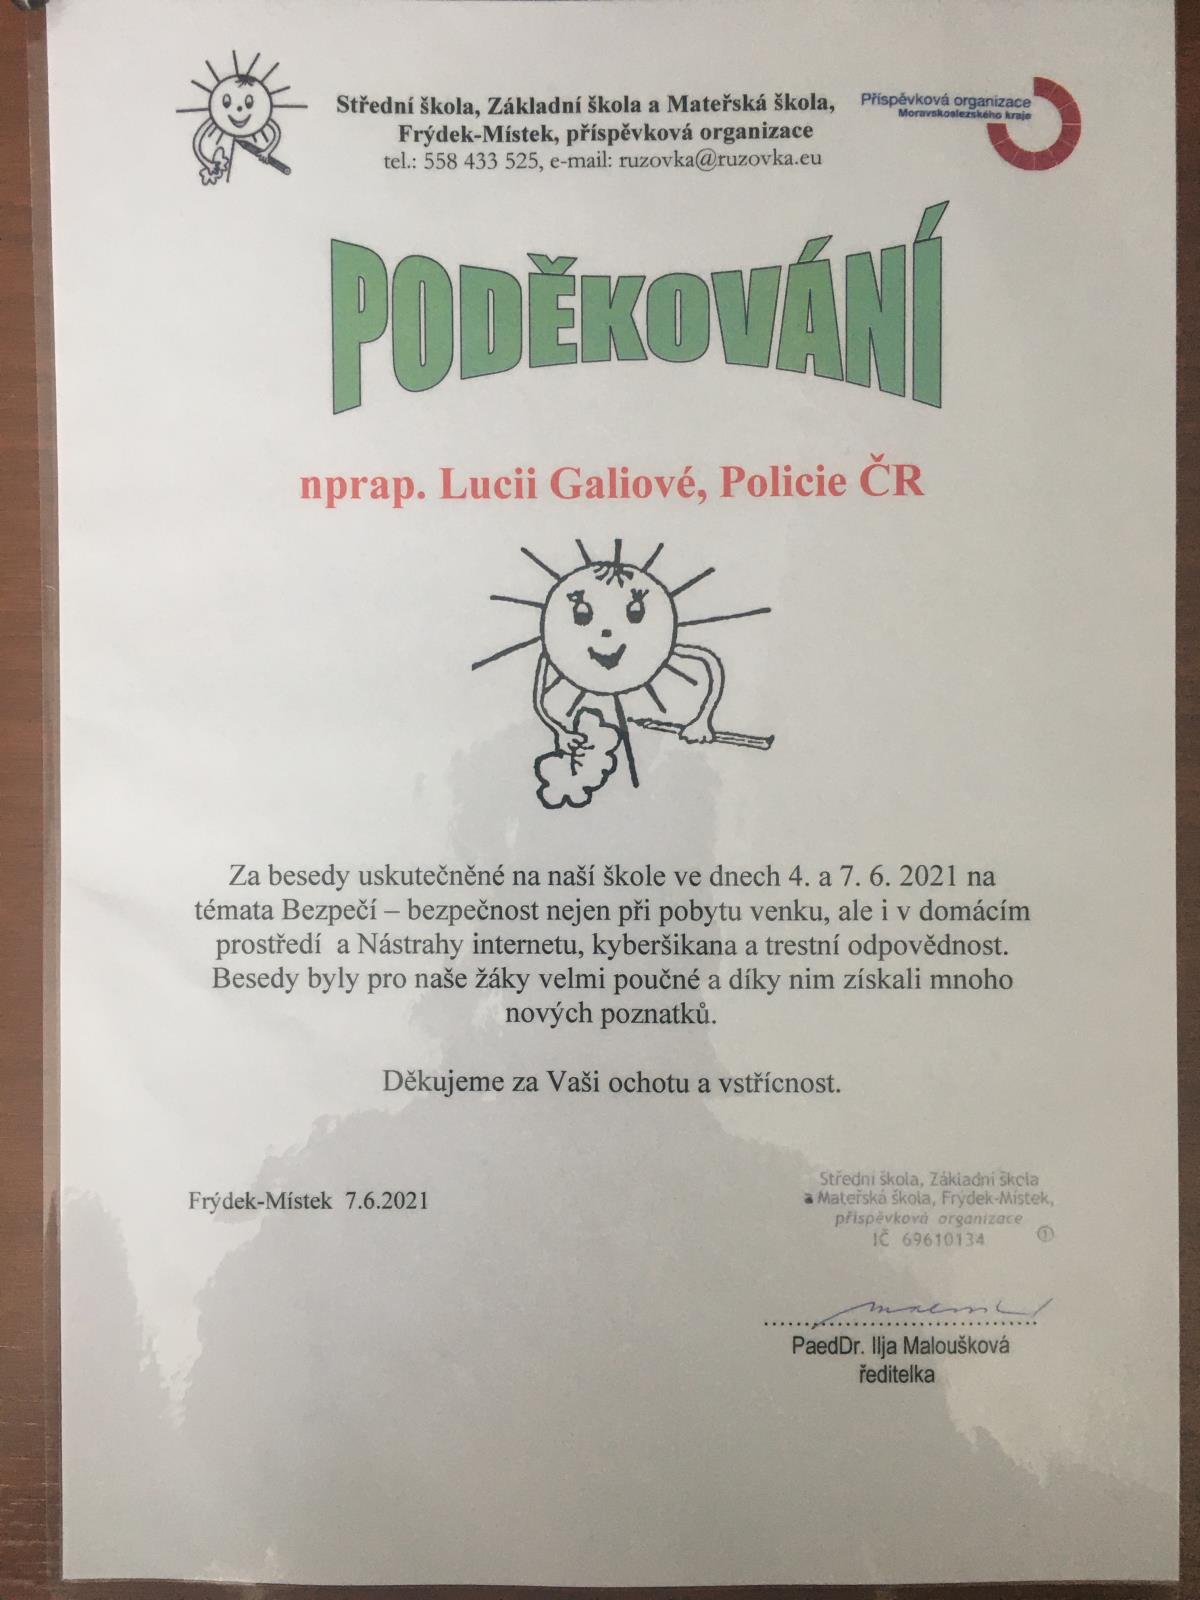 Střední škola, Základní škola a Mateřská škola,
Frýdek-Místek, příspěvková organizace
tel.: 558 433 525, e-mail: ruzovka@ruzovka.eu
Příspěvková organizace
Moravskoslezského kraje
PODĚKOVÁNÍ
nprap. Lucii Galiové, Policie ČR
Za besedy uskutečněné na naší škole ve dnech 4. a 7. 6. 2021 na
témata Bezpečí – bezpečnost nejen při pobytu venku, ale i v domácím
prostředí  a Nástrahy internetu, kyberšikana a trestní odpovědnost.
Besedy byly pro naše žáky velmi poučné a díky nim získali mnoho
nových poznatků.
Děkujeme za Vaši ochotu a vstřícnost.
Frýdek-Místek  7.6.2021
Střední škola, Základní škola
a Mateřská škola, Frýdek-Místek,
příspěvková organizace
IČ 69610134 ①
PaedDr. Ilja Maloušková
ředitelka